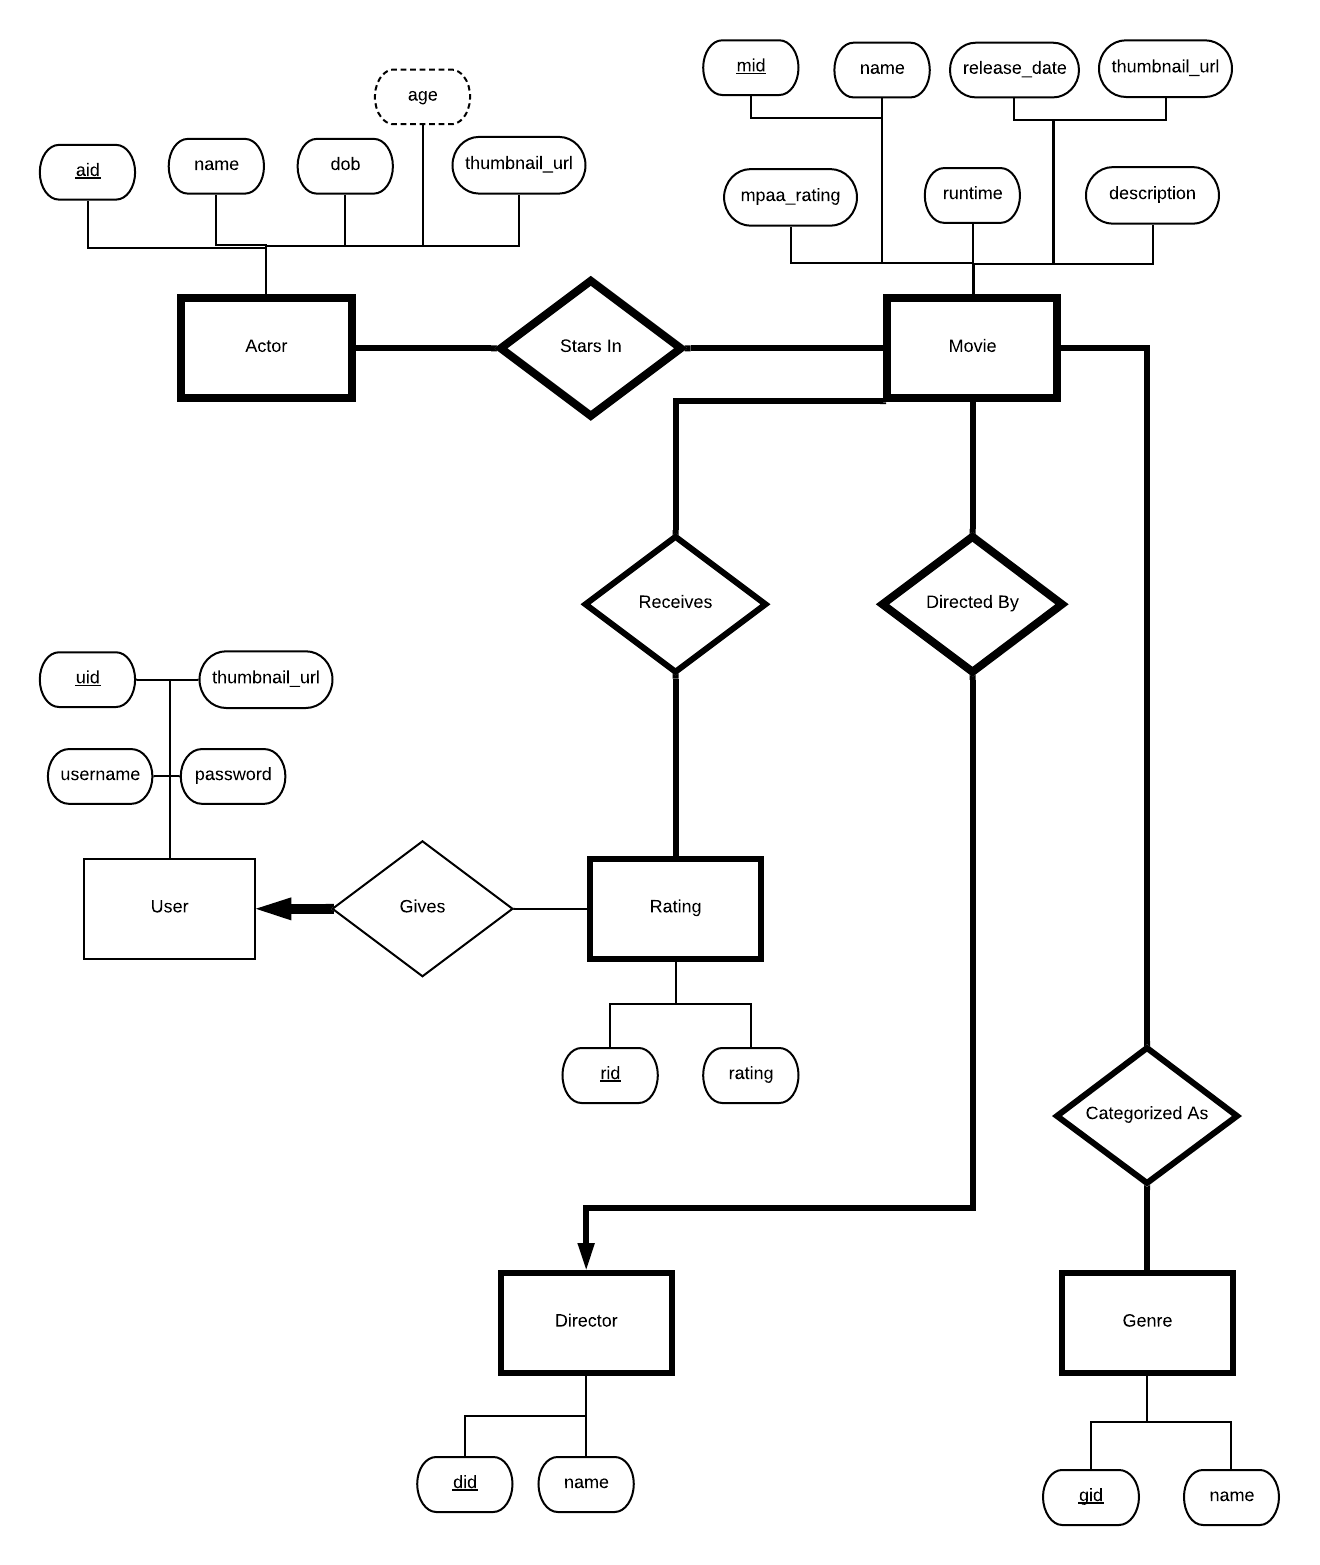 mid
name
release_date
thumbnail_url
age
aid
name
dob
thumbnail_url
mpaa_rating
runtime
description
Actor
Stars In
Movie
Receives
Directed By
uid
thumbnail_url
username
password
User
Gives
Rating
rid
rating
Categorized As
Director
Genre
did
name
gid
name